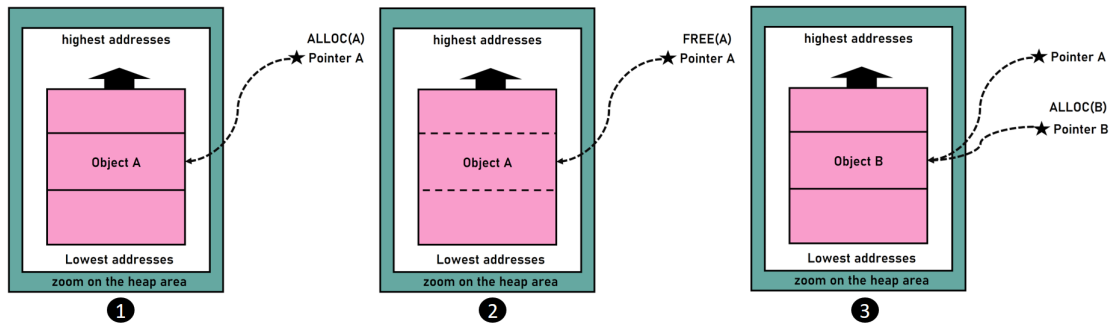 highest addresses
ALLOC(A)
Pointer A
Object A
Lowest addresses
zoom on the heap area
1
highest addresses
FREE(A)
Pointer A
Object A
Lowest addresses
zoom on the heap area
2
highest addresses
Pointer A
ALLOC(B)
Pointer B
Object B
Lowest addresses
zoom on the heap area
3